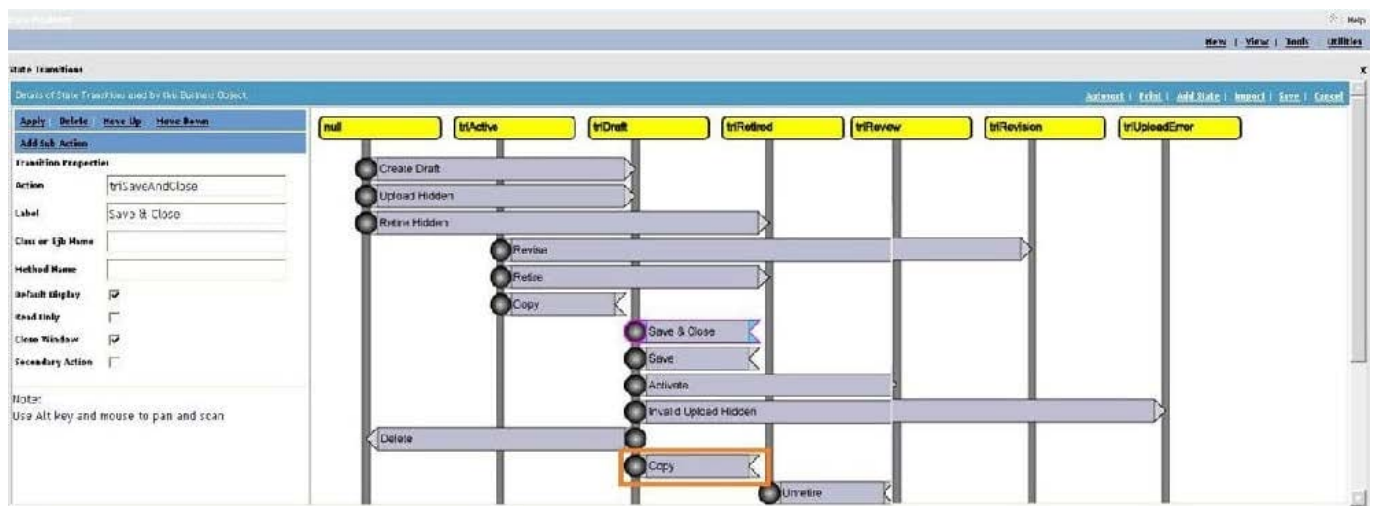 Help
New | View | Tools | Utilities
State Transitions
X
Details of State Transitions used by this Business Object.
Autosort | Print | Add State | Import | Save | Cancel
Apply | Delete | Move Up | Move Down
Add Sub Action
Transition Properties
Action triSaveAndClose
Label Save & Close
Class or Ejb Name
Method Name
Default Display
Read Only
Close Window
Secondary Action
Note:
Use Alt key and mouse to pan and scan
null triActive triDraft triRetired triReview triRevision triUploadError
Create Draft
Upload Hidden
Retire Hidden
Revise
Retire
Copy
Save & Close
Save
Activate
Invalid Upload Hidden
Delete
Copy
Unretire